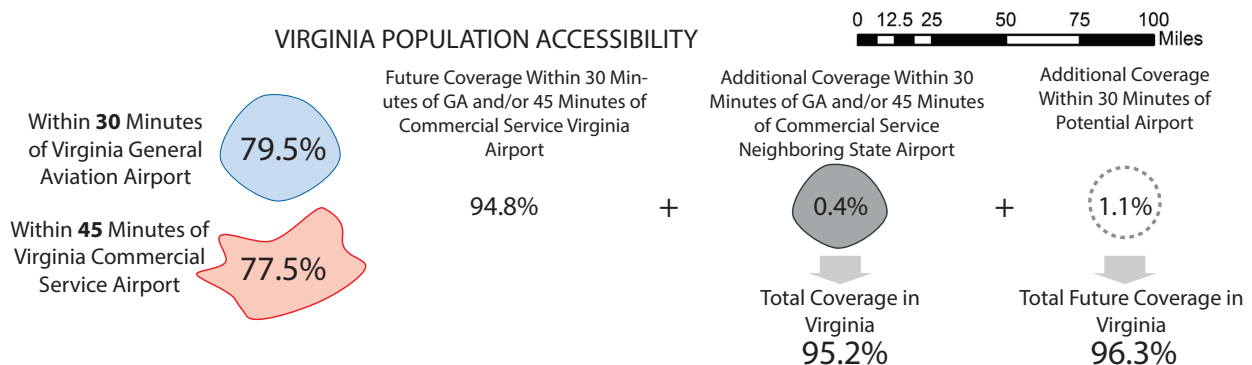 VIRGINIA POPULATION ACCESSIBILITY
0 12.5 25 50 75 100
Miles
Within 30 Minutes
of Virginia General
Aviation Airport
79.5%
Within 45 Minutes of
Virginia Commercial
Service Airport
77.5%
Future Coverage Within 30 Min-
utes of GA and/or 45 Minutes of
Commercial Service Virginia
Airport
94.8%
+
Additional Coverage Within 30
Minutes of GA and/or 45 Minutes
of Commercial Service
Neighboring State Airport
0.4%
+
Additional Coverage
Within 30 Minutes of
Potential Airport
1.1%
Total Coverage in
Virginia
95.2%
Total Future Coverage in
Virginia
96.3%